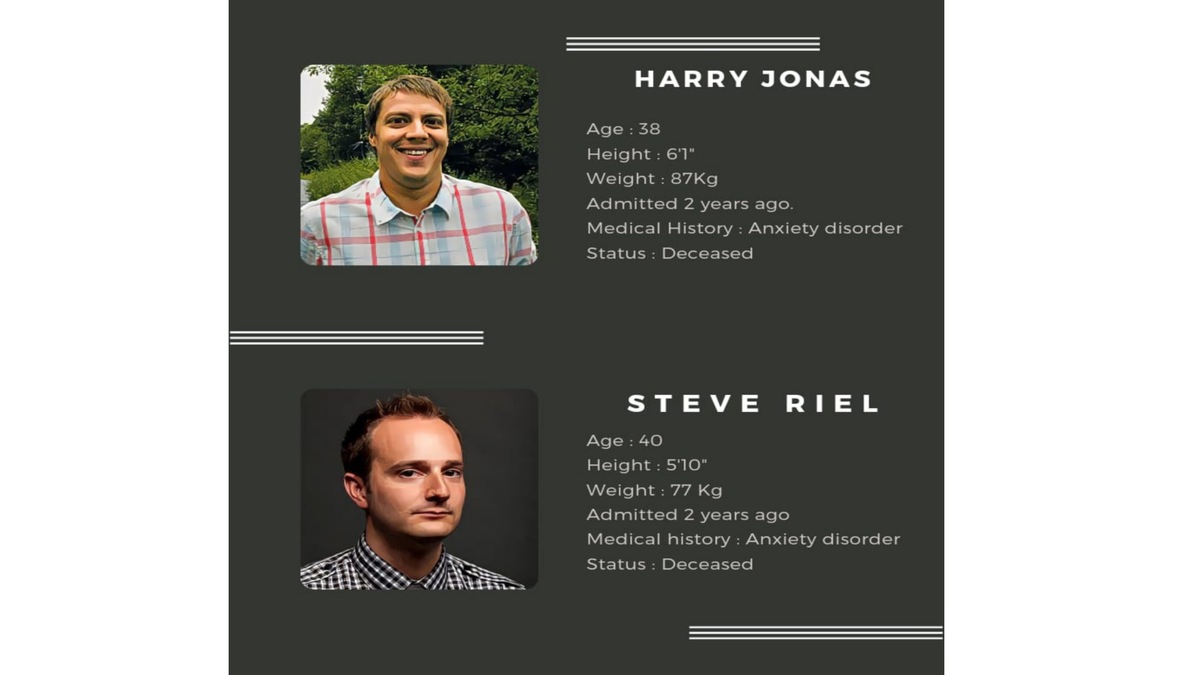 HARRY JONAS
Age : 38
Height : 6'1"
Weight : 87Kg
Admitted 2 years ago.
Medical History : Anxiety disorder
Status : Deceased
STEVE RIEL
Age : 40
Height : 5'10"
Weight : 77 Kg
Admitted 2 years ago
Medical history : Anxiety disorder
Status : Deceased